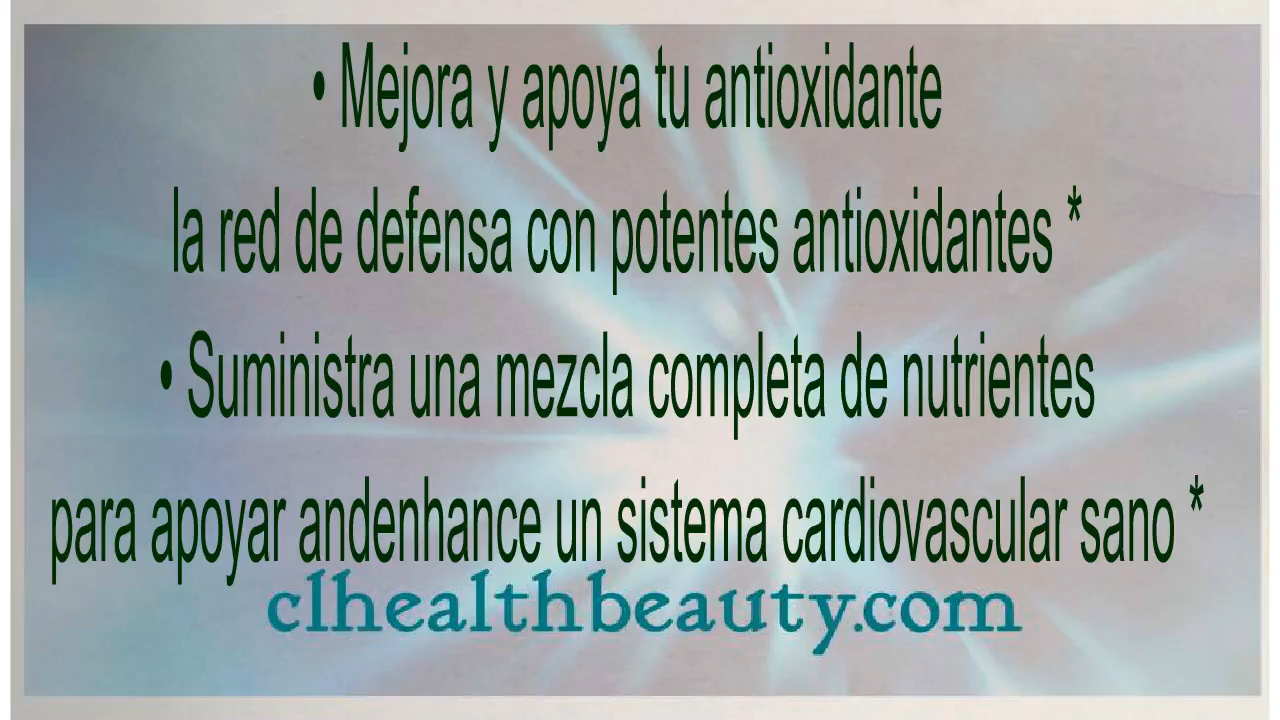 • Mejora y apoya tu antioxidante
la red de defensa con potentes antioxidantes *
• Suministra una mezcla completa de nutrientes
para apoyar andenhance un sistema cardiovascular sano *
clhealthbeauty.com